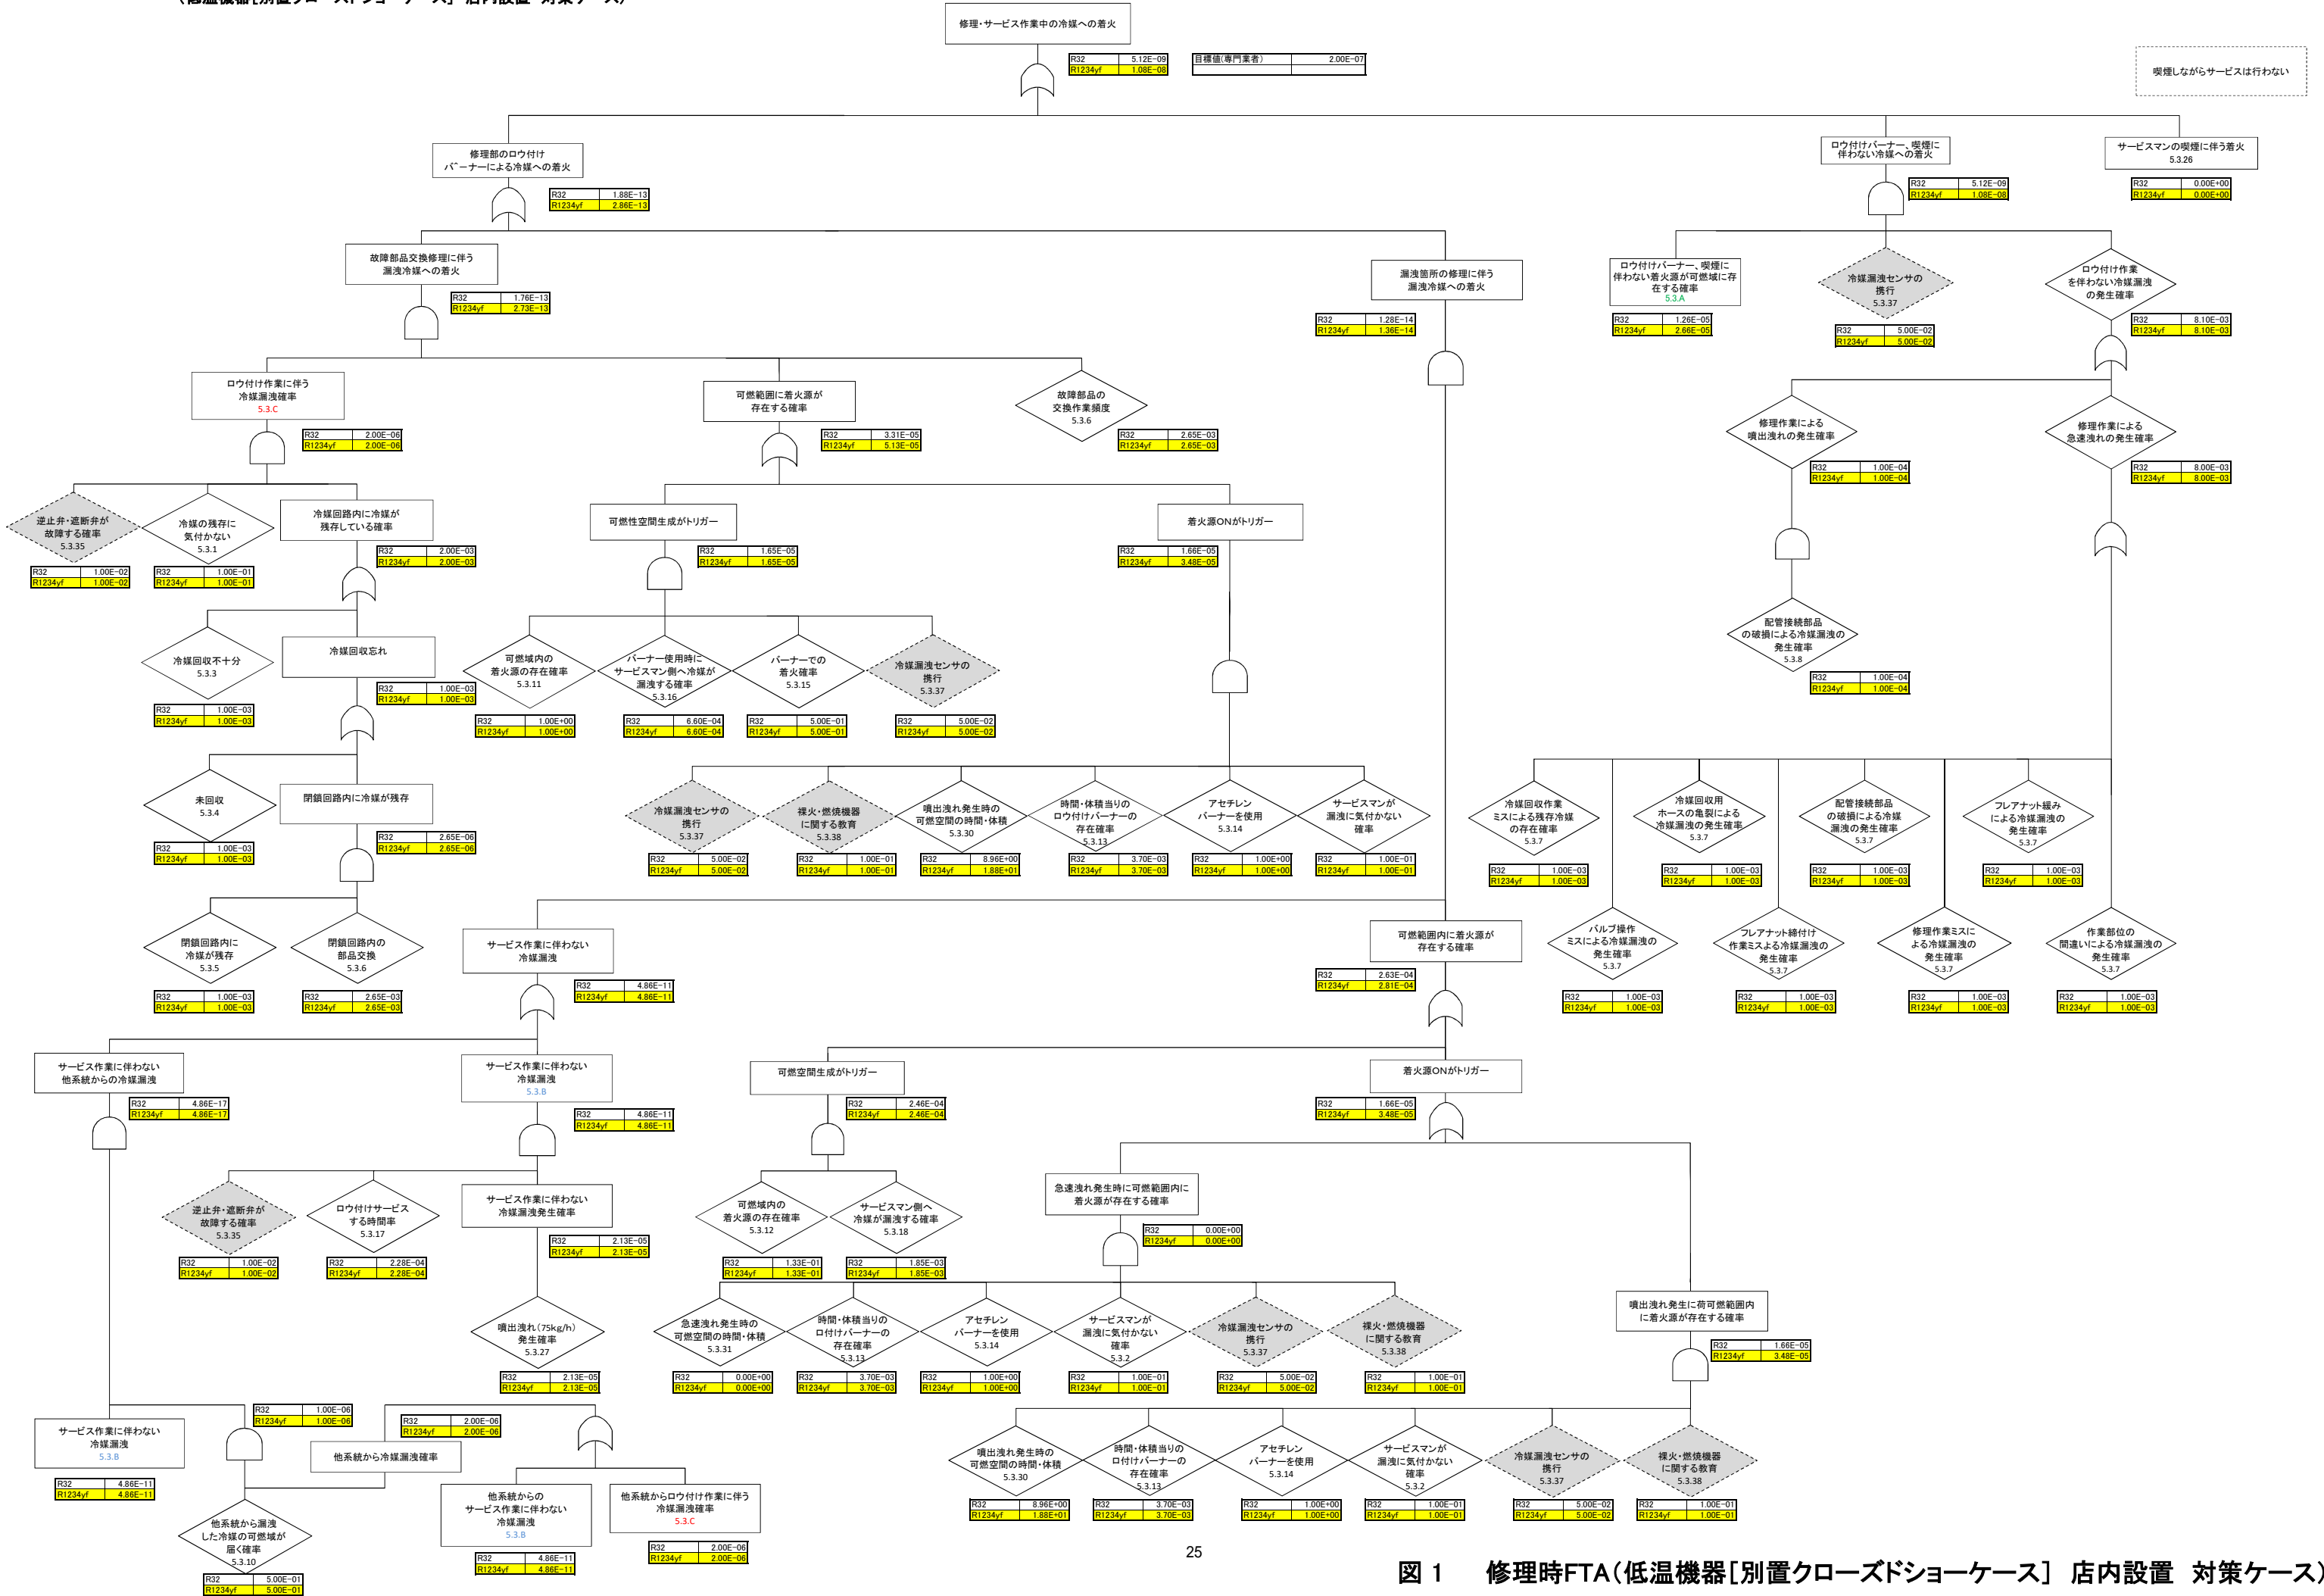 修理・サービス作業中の冷媒への着火
R32 5.12E-09
R1234yf 1.08E-08
目標値(専門業者) 2.00E-07
喫煙しながらサービスは行わない
修理部のロウ付け
バーナーによる冷媒への着火
R32 1.88E-13
R1234yf 2.86E-13
ロウ付けバーナー、喫煙に
伴わない冷媒への着火
R32 5.12E-09
R1234yf 1.08E-08
サービスマンの喫煙に伴う着火
5.3.26
R32 0.00E+00
R1234yf 0.00E+00
故障部品交換修理に伴う
漏洩冷媒への着火
R32 1.76E-13
R1234yf 2.73E-13
漏洩箇所の修理に伴う
漏洩冷媒への着火
R32 1.28E-14
R1234yf 1.36E-14
ロウ付けバーナー、喫煙に
伴わない着火源が可燃域に存
在する確率
5.3.A
R32 1.26E-05
R1234yf 2.66E-05
冷媒漏洩センサの
携行
5.3.37
R32 5.00E-02
R1234yf 5.00E-02
ロウ付け作業
を伴わない冷媒漏洩
の発生確率
R32 8.10E-03
R1234yf 8.10E-03
ロウ付け作業に伴う
冷媒漏洩確率
5.3.C
R32 2.00E-06
R1234yf 2.00E-06
可燃範囲に着火源が
存在する確率
R32 3.31E-05
R1234yf 5.13E-05
故障部品の
交換作業頻度
5.3.6
R32 2.65E-03
R1234yf 2.65E-03
修理作業による
噴出洩れの発生確率
R32 1.00E-04
R1234yf 1.00E-04
修理作業による
急速洩れの発生確率
R32 8.00E-03
R1234yf 8.00E-03
逆止弁・遮断弁が
故障する確率
5.3.35
R32 1.00E-02
R1234yf 1.00E-02
冷媒の残存に
気付かない
5.3.1
R32 1.00E-01
R1234yf 1.00E-01
冷媒回路内に冷媒が
残存している確率
R32 2.00E-03
R1234yf 2.00E-03
可燃性空間生成がトリガー
R32 1.65E-05
R1234yf 1.65E-05
着火源ONがトリガー
R32 1.66E-05
R1234yf 3.48E-05
冷媒回収不十分
5.3.3
R32 1.00E-03
R1234yf 1.00E-03
冷媒回収忘れ
R32 1.00E-03
R1234yf 1.00E-03
可燃域内の
着火源の存在確率
5.3.11
R32 1.00E+00
R1234yf 1.00E+00
バーナー使用時に
サービスマン側へ冷媒が
漏洩する確率
5.3.16
R32 6.60E-04
R1234yf 6.60E-04
バーナーでの
着火確率
5.3.15
R32 5.00E-01
R1234yf 5.00E-01
冷媒漏洩センサの
携行
5.3.37
R32 5.00E-02
R1234yf 5.00E-02
配管接続部品
の破損による冷媒漏洩の
発生確率
5.3.8
R32 1.00E-04
R1234yf 1.00E-04
未回収
5.3.4
R32 1.00E-03
R1234yf 1.00E-03
閉鎖回路内に冷媒が残存
R32 2.65E-06
R1234yf 2.65E-06
冷媒漏洩センサの
携行
5.3.37
R32 5.00E-02
R1234yf 5.00E-02
裸火・燃焼機器
に関する教育
5.3.38
R32 1.00E-01
R1234yf 1.00E-01
噴出洩れ発生時の
可燃空間の時間・体積
5.3.30
R32 8.96E+00
R1234yf 1.88E+01
時間・体積当りの
ロウ付けバーナーの
存在確率
5.3.13
R32 3.70E-03
R1234yf 3.70E-03
アセチレン
バーナーを使用
5.3.14
R32 1.00E+00
R1234yf 1.00E+00
サービスマンが
漏洩に気付かない
確率
R32 1.00E-01
R1234yf 1.00E-01
冷媒回収作業
ミスによる残存冷媒
の存在確率
5.3.7
R32 1.00E-03
R1234yf 1.00E-03
冷媒回収用
ホースの亀裂による
冷媒漏洩の発生確率
5.3.7
R32 1.00E-03
R1234yf 1.00E-03
配管接続部品
の破損による冷媒
漏洩の発生確率
5.3.7
R32 1.00E-03
R1234yf 1.00E-03
フレアナット緩み
による冷媒漏洩の
発生確率
5.3.7
R32 1.00E-03
R1234yf 1.00E-03
閉鎖回路内に
冷媒が残存
5.3.5
R32 1.00E-03
R1234yf 1.00E-03
閉鎖回路内の
部品交換
5.3.6
R32 2.65E-03
R1234yf 2.65E-03
サービス作業に伴わない
冷媒漏洩
R32 4.86E-11
R1234yf 4.86E-11
可燃範囲内に着火源が
存在する確率
R32 2.63E-04
R1234yf 2.81E-04
バルブ操作
ミスによる冷媒漏洩の
発生確率
5.3.7
R32 1.00E-03
R1234yf 1.00E-03
フレアナット締付け
作業ミスよる冷媒漏洩の
発生確率
5.3.7
R32 1.00E-03
R1234yf 1.00E-03
修理作業ミスに
よる冷媒漏洩の
発生確率
5.3.7
R32 1.00E-03
R1234yf 1.00E-03
作業部位の
間違いによる冷媒漏洩の
発生確率
5.3.7
R32 1.00E-03
R1234yf 1.00E-03
サービス作業に伴わない
他系統からの冷媒漏洩
R32 4.86E-17
R1234yf 4.86E-17
サービス作業に伴わない
冷媒漏洩
5.3.B
R32 4.86E-11
R1234yf 4.86E-11
可燃空間生成がトリガー
R32 2.46E-04
R1234yf 2.46E-04
着火源ONがトリガー
R32 1.66E-05
R1234yf 3.48E-05
逆止弁・遮断弁が
故障する確率
5.3.35
R32 1.00E-02
R1234yf 1.00E-02
ロウ付けサービス
する時間率
5.3.17
R32 2.28E-04
R1234yf 2.28E-04
サービス作業に伴わない
冷媒漏洩発生確率
R32 2.13E-05
R1234yf 2.13E-05
可燃域内の
着火源の存在確率
5.3.12
R32 1.33E-01
R1234yf 1.33E-01
サービスマン側へ
冷媒が漏洩する確率
5.3.18
R32 1.85E-03
R1234yf 1.85E-03
急速洩れ発生時に可燃範囲内に
着火源が存在する確率
R32 0.00E+00
R1234yf 0.00E+00
噴出洩れ(75kg/h)
発生確率
5.3.27
R32 2.13E-05
R1234yf 2.13E-05
急速洩れ発生時の
可燃空間の時間・体積
5.3.31
R32 0.00E+00
R1234yf 0.00E+00
時間・体積当りの
ロ付けバーナーの
存在確率
5.3.13
R32 3.70E-03
R1234yf 3.70E-03
アセチレン
バーナーを使用
5.3.14
R32 1.00E+00
R1234yf 1.00E+00
サービスマンが
漏洩に気付かない
確率
5.3.2
R32 1.00E-01
R1234yf 1.00E-01
冷媒漏洩センサの
携行
5.3.37
R32 5.00E-02
R1234yf 5.00E-02
裸火・燃焼機器
に関する教育
5.3.38
R32 1.00E-01
R1234yf 1.00E-01
噴出洩れ発生に荷可燃範囲内
に着火源が存在する確率
R32 1.66E-05
R1234yf 3.48E-05
サービス作業に伴わない
冷媒漏洩
5.3.B
R32 4.86E-11
R1234yf 4.86E-11
R32 1.00E-06
R1234yf 1.00E-06
R32 2.00E-06
R1234yf 2.00E-06
他系統から冷媒漏洩確率
他系統から漏洩
した冷媒の可燃域が
届く確率
5.3.10
R32 5.00E-01
R1234yf 5.00E-01
他系統からの
サービス作業に伴わない
冷媒漏洩
5.3.B
R32 4.86E-11
R1234yf 4.86E-11
他系統からロウ付け作業に伴う
冷媒漏洩確率
5.3.C
R32 2.00E-06
R1234yf 2.00E-06
噴出洩れ発生時の
可燃空間の時間・体積
5.3.30
R32 8.96E+00
R1234yf 1.88E+01
時間・体積当りの
ロ付けバーナーの
存在確率
5.3.13
R32 3.70E-03
R1234yf 3.70E-03
アセチレン
バーナーを使用
5.3.14
R32 1.00E+00
R1234yf 1.00E+00
サービスマンが
漏洩に気付かない
確率
5.3.2
R32 1.00E-01
R1234yf 1.00E-01
冷媒漏洩センサの
携行
5.3.37
R32 5.00E-02
R1234yf 5.00E-02
裸火・燃焼機器
に関する教育
5.3.38
R32 1.00E-01
R1234yf 1.00E-01
25
図 1 修理時FTA(低温機器[別置クローズドショーケース] 店内設置 対策ケース)